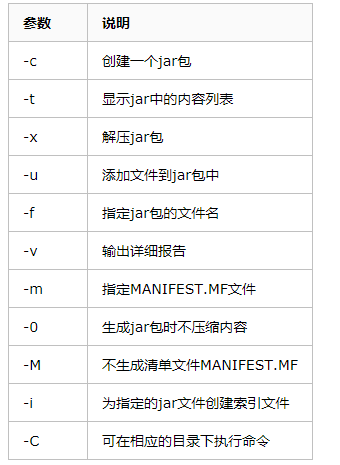 参数 说明
-c 创建一个jar包
-t 显示jar中的内容列表
-x 解压jar包
-u 添加文件到jar包中
-f 指定jar包的文件名
-v 输出详细报告
-m 指定MANIFEST.MF文件
-0 生成jar包时不压缩内容
-M 不生成清单文件MANIFEST.MF
-i 为指定的jar文件创建索引文件
-C 可在相应的目录下执行命令